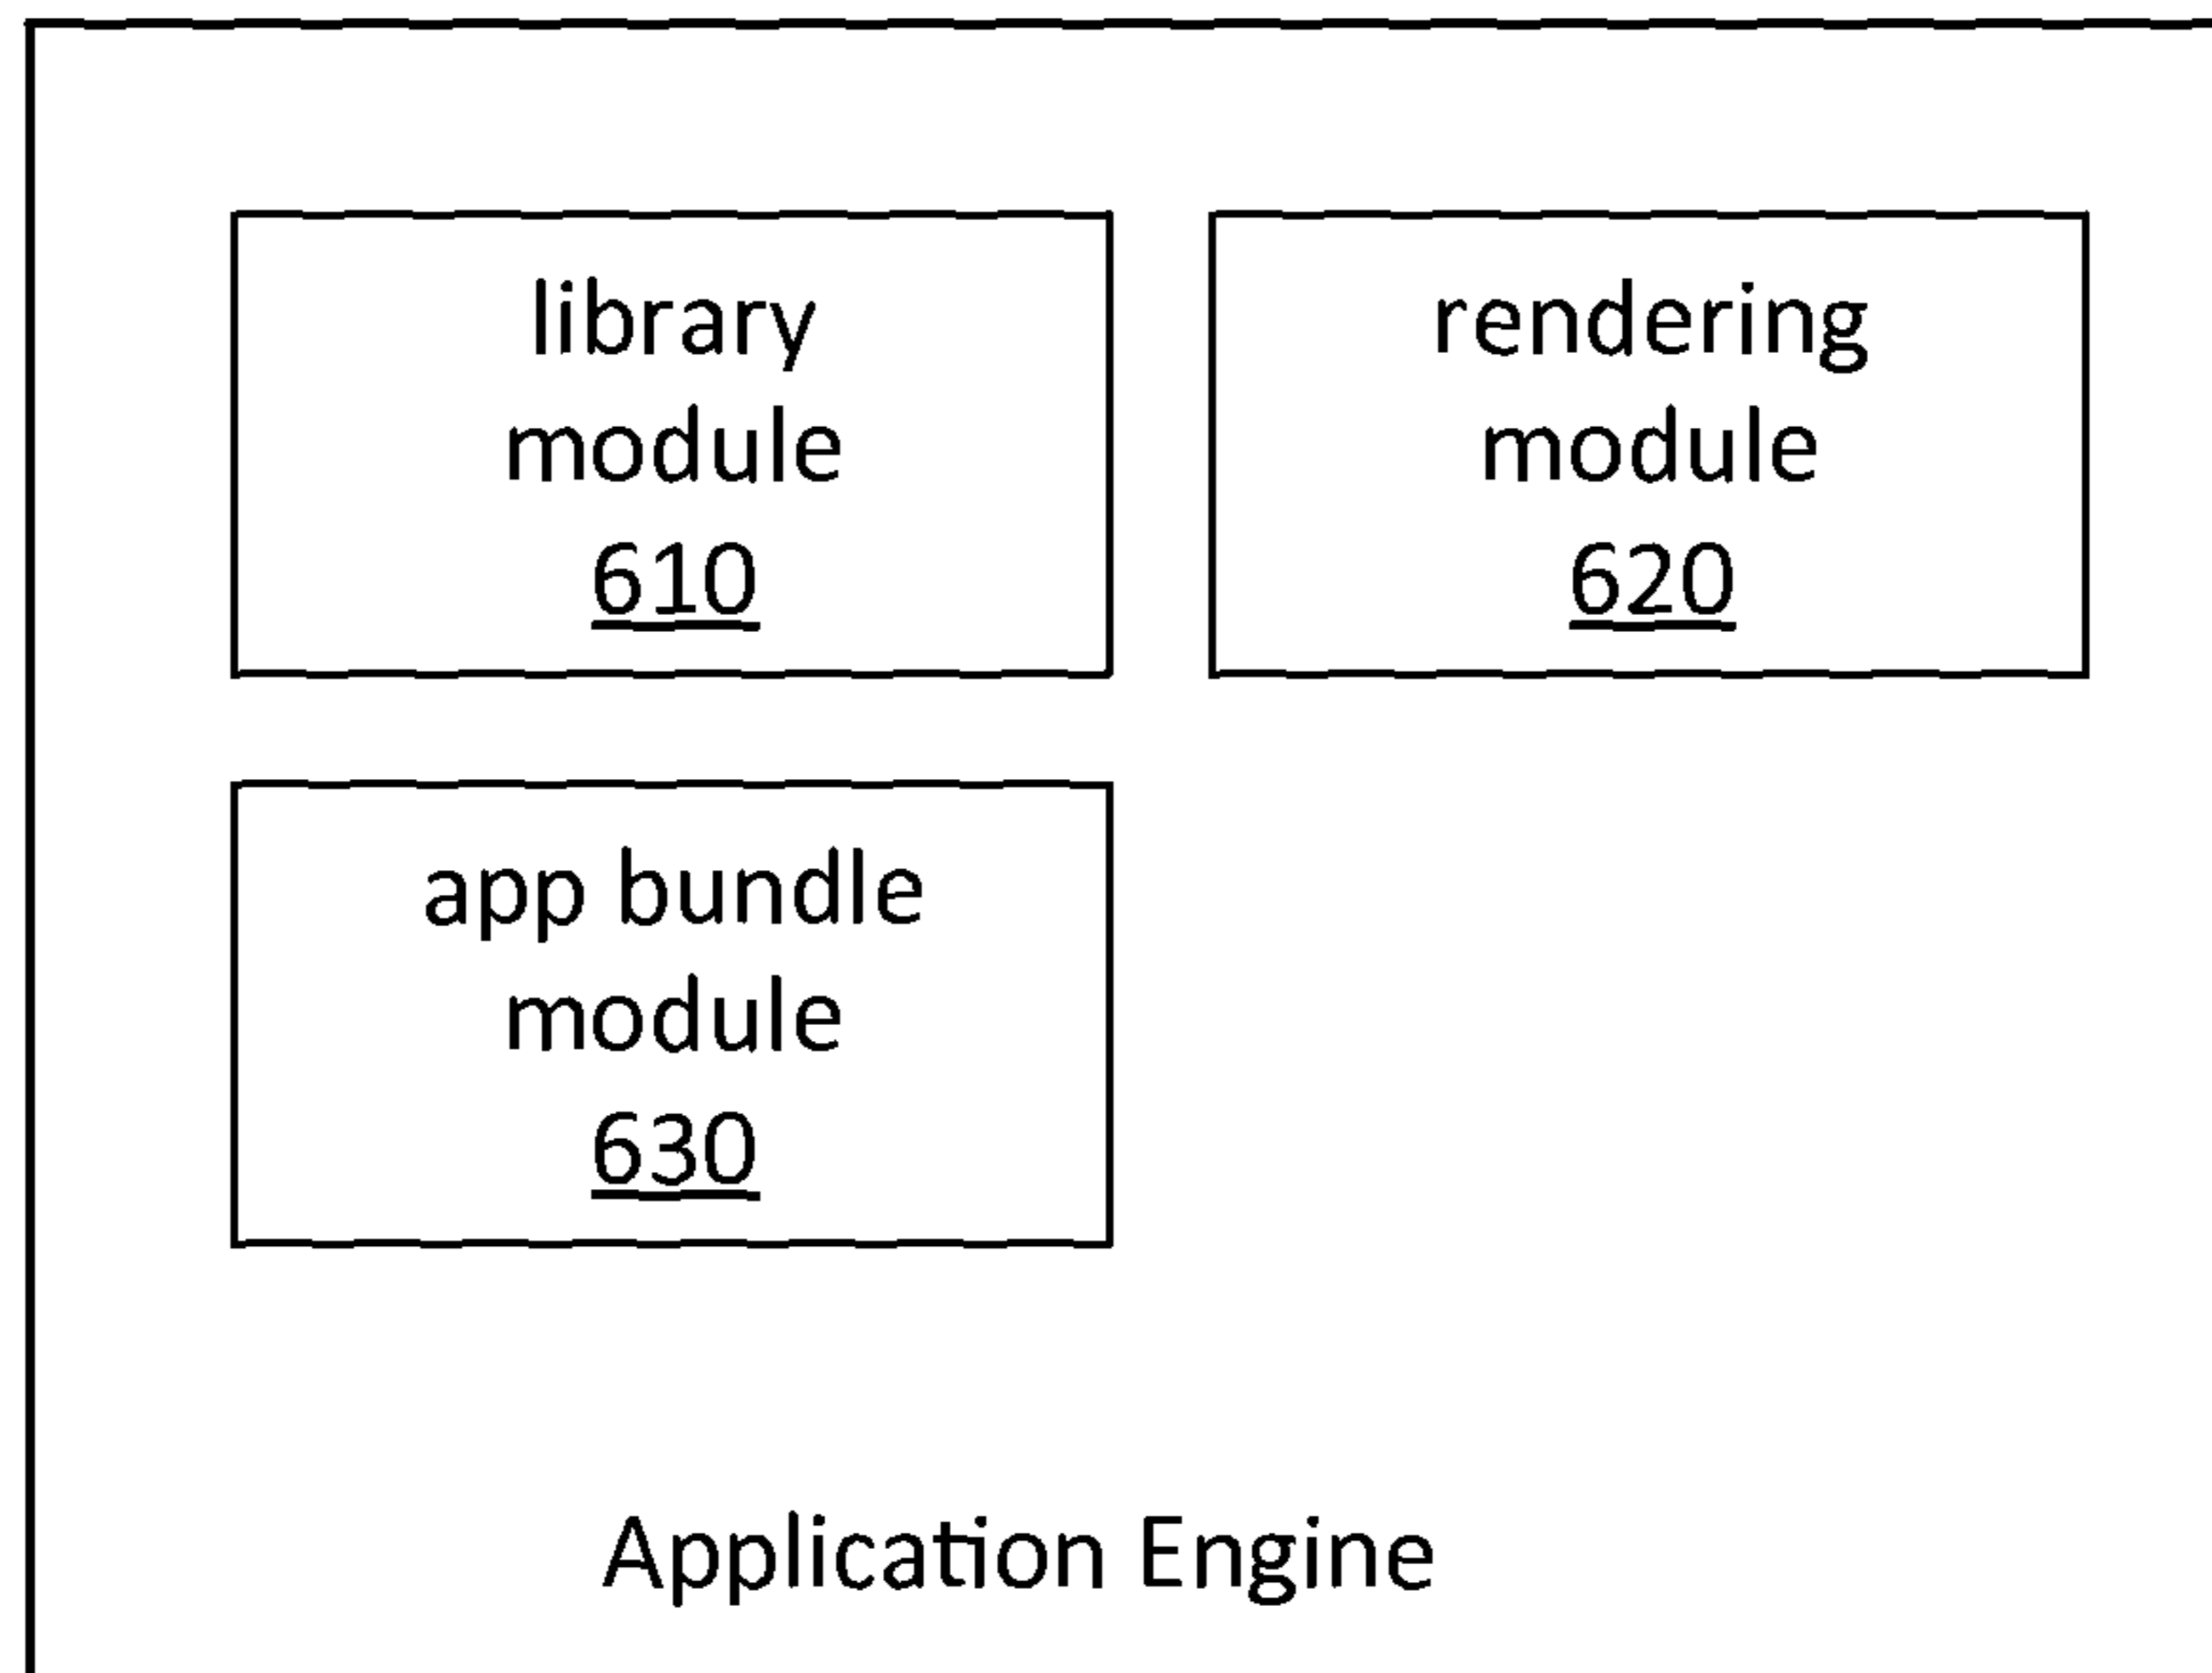 library
module
610
rendering
module
620
app bundle
module
630
Application Engine